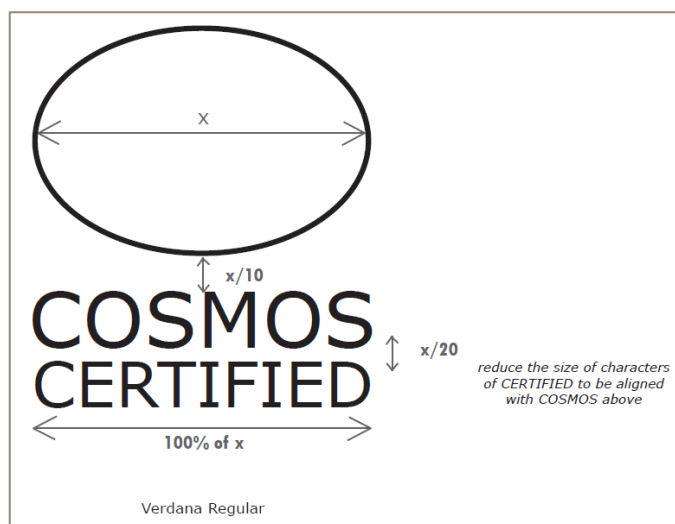 x
x/10
COSMOS
x/20
CERTIFIED
reduce the size of characters
of CERTIFIED to be aligned
with COSMOS above
100% of x
Verdana Regular